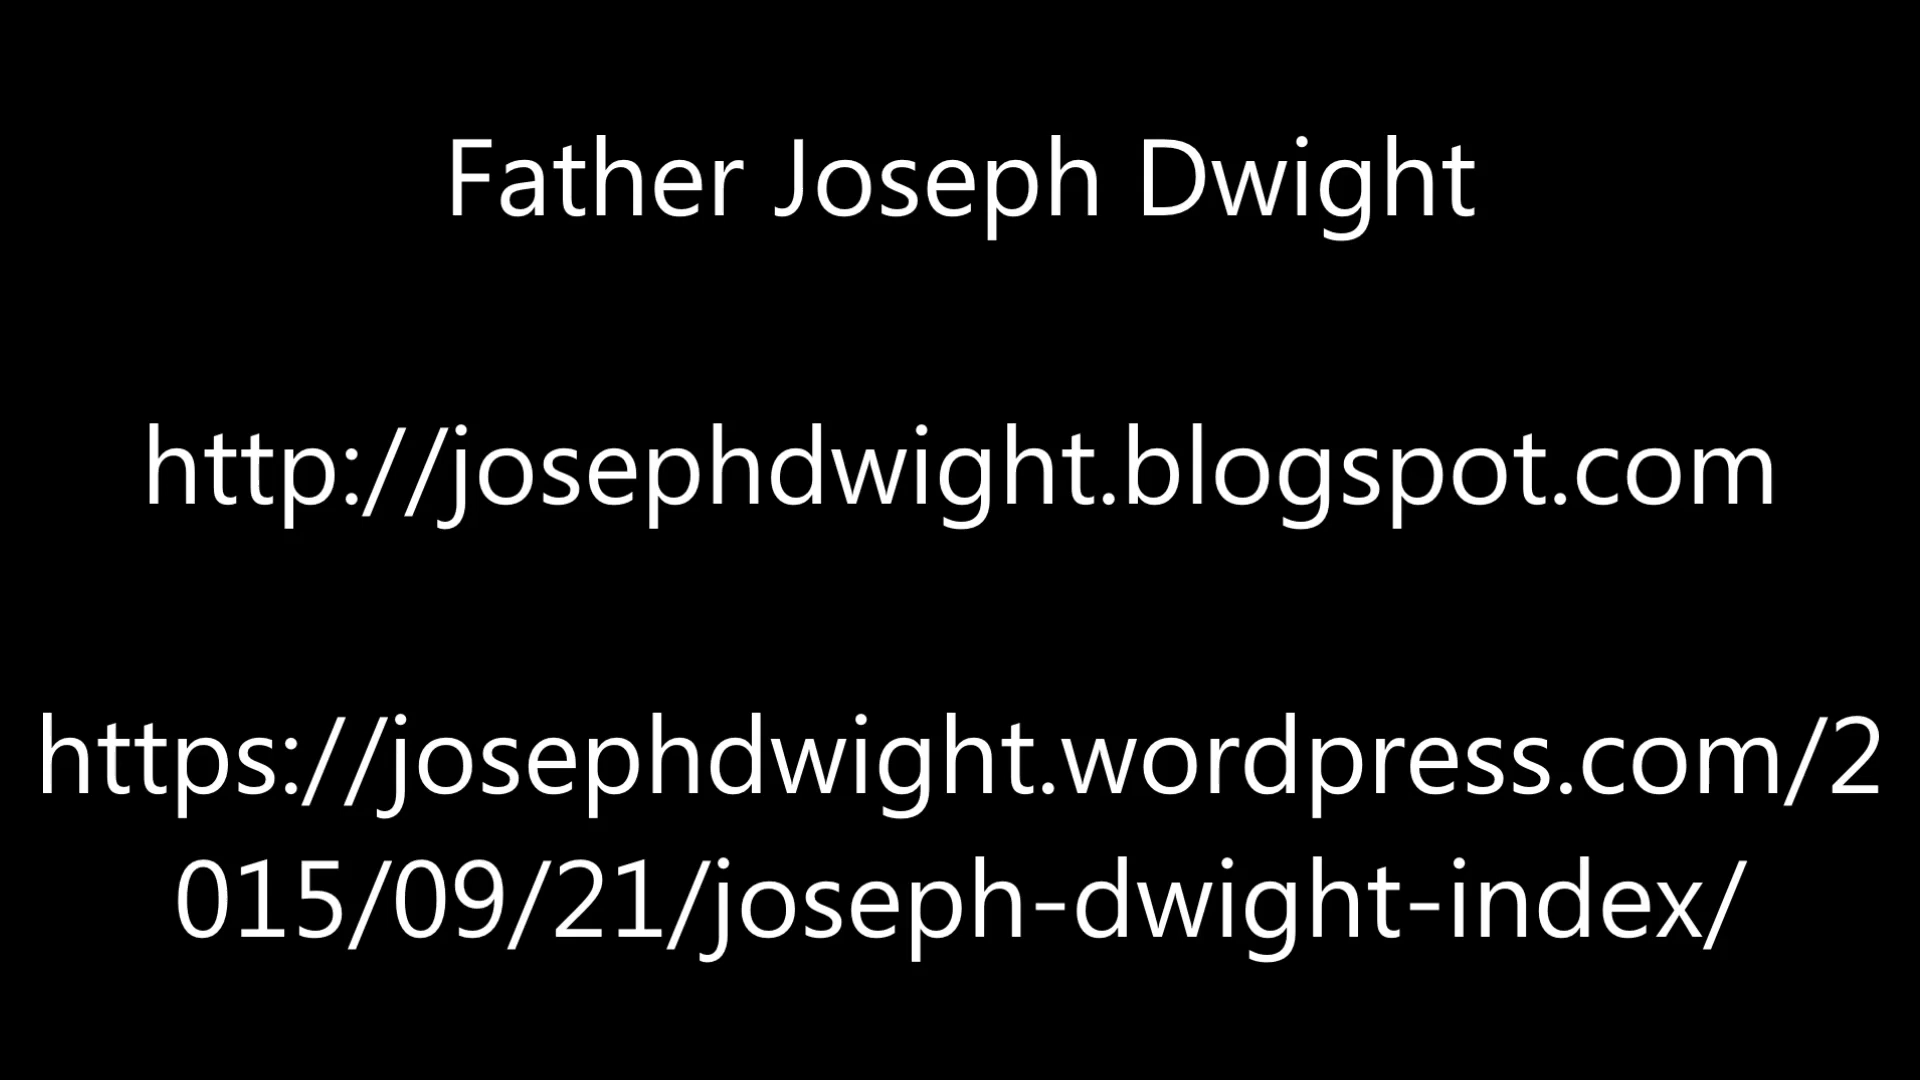 Father Joseph Dwight
http://josephdwight.blogspot.com
https://josephdwight.wordpress.com/2
015/09/21/joseph-dwight-index/